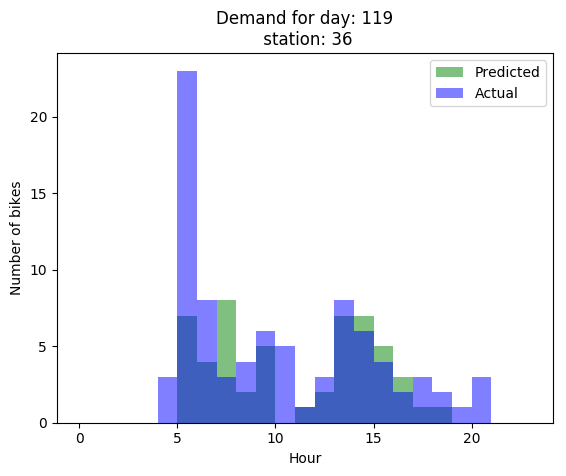 Demand for day: 119
station: 36
Predicted
Actual
Number of bikes
20
15
10
5
0
0
5
10
15
20
Hour